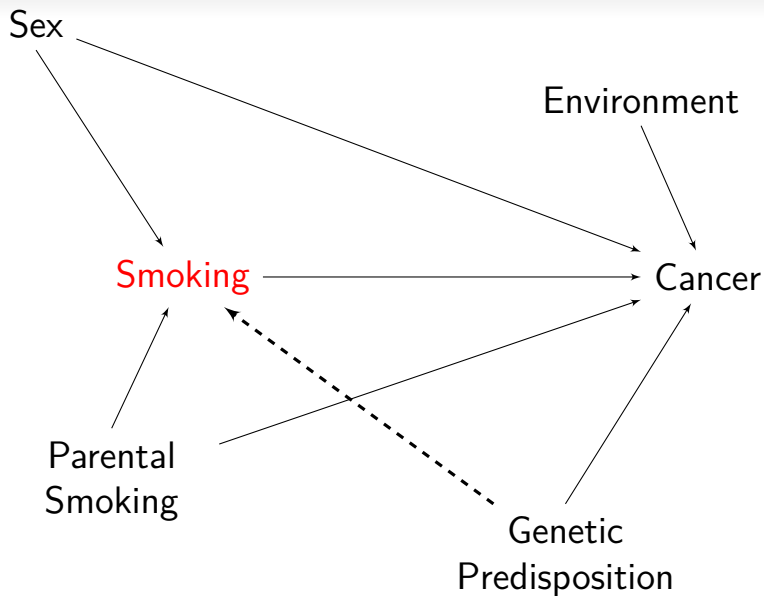 Sex
Environment
Smoking
Cancer
Parental
Smoking
Genetic
Predisposition